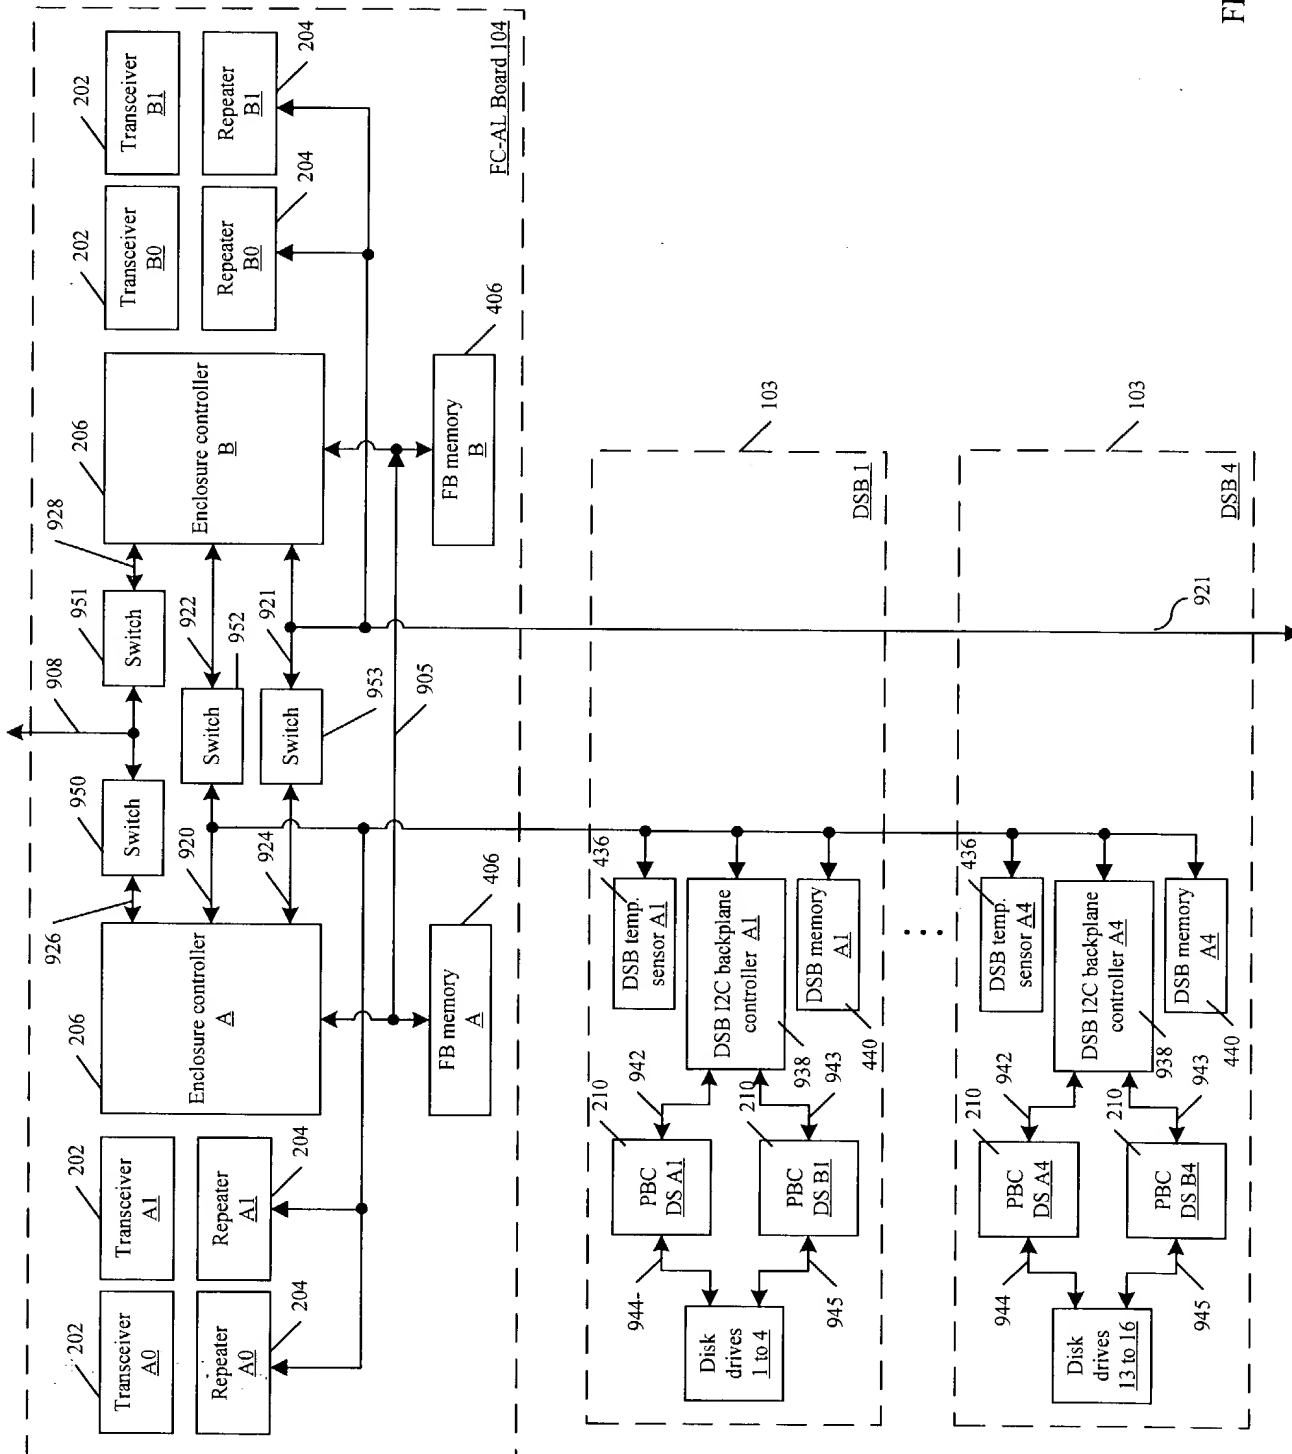 FI
FC-AL Board 104
202
Transceiver
A0
202
Transceiver
A1
204
Repeater
A0
204
Repeater
A1
206
Enclosure controller
A
926
950
Switch
908
951
Switch
928
920
922
952
Switch
924
921
953
Switch
905
206
Enclosure controller
B
202
Transceiver
B0
202
Transceiver
B1
204
Repeater
B0
204
Repeater
B1
406
FB memory
A
406
FB memory
B
103
DSB 1
436
DSB temp.
sensor A1
DSB I2C backplane
controller A1
938
DSB memory
A1
440
210
PBC
DS A1
210
PBC
DS B1
942
943
944
945
Disk
drives
1 to 4
103
DSB 4
436
DSB temp.
sensor A4
DSB I2C backplane
controller A4
938
DSB memory
A4
440
210
PBC
DS A4
210
PBC
DS B4
942
943
944
945
Disk
drives
13 to 16
921